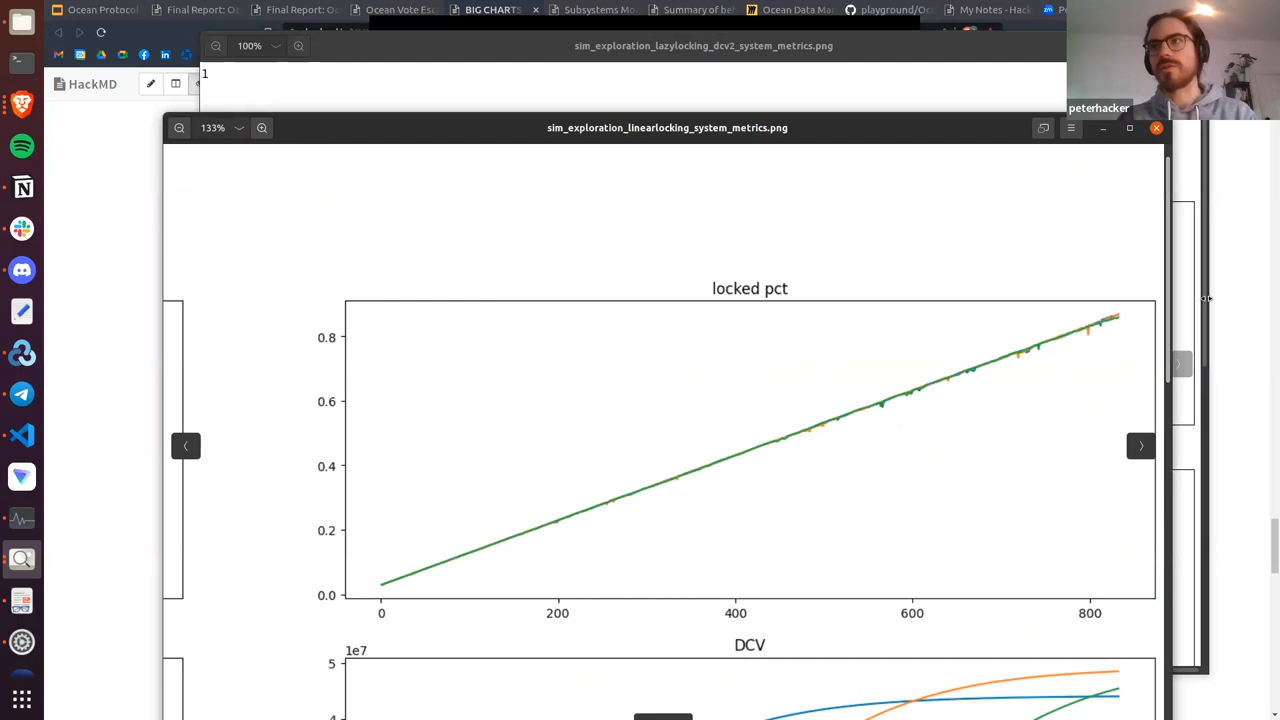 Ocean Protocol
Final Report: Oc
Final Report: Oc
Ocean Vote Esc
BIG CHARTS
Subsystems Mo
Summary of be
Ocean Data Mar
playground/Oc
My Notes - Hack
100%
sim_exploration_lazylocking_dcv2_system_metrics.png
HackMD
1
peterhacker
133%
sim_exploration_linearlocking_system_metrics.png
locked pct
0.8
0.6
0.4
0.2
0.0
0
200
400
600
800
DCV
1e7
5